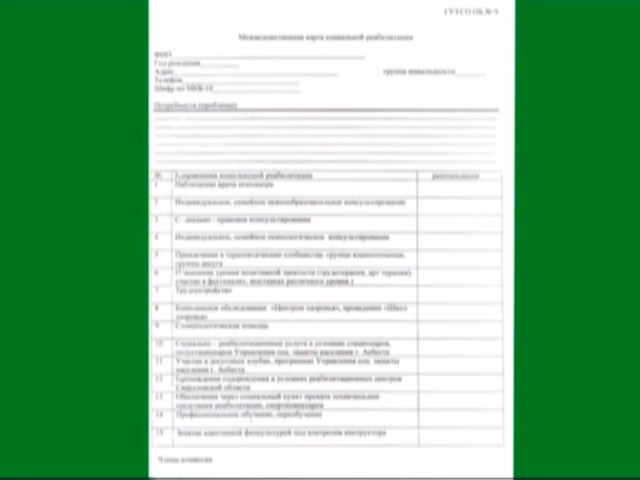 ГУЗ СО ПБ № 9
Межведомственная карта социальной реабилитации
ФИО
Год рождения
Адрес группа инвалидности
Телефон
Шифр по МКБ-10
Потребности (проблемы)
№ Направления комплексной реабилитации рекомендации
1 Наблюдение врача психиатра
2 Индивидуальное, семейное психообразовательное консультирование
3 Социально - правовое консультирование
4 Индивидуальное, семейное психологическое консультирование
5 Привлечение в терапевтические сообщества: группы взаимопомощи,
группы досуга
6 уровня позитивной занятости (трудотерапия, арт терапия),
участие в фестивалях, выставках различного уровня.)
7 Трудоустройство
8 Комплексное обследование «Центром здоровья», проведение «Школ
здоровья»
9 Стоматологическая помощь
10 Социально - реабилитационные услуги в условиях стационаров,
полустационаров Управления соц. защиты населения г. Асбеста
11 Участие в досуговых клубах, программах Управления соц. защиты
населения г. Асбеста
12 Прохождение оздоровления в условиях реабилитационных центров
Свердловской области
13 Обеспечение через социальный пункт проката техническими
средствами реабилитации, спортинвентарем
14 Профессиональное обучение, переобучение
15 Занятие адаптивной физкультурой под контролем инструктора
Члены комиссии